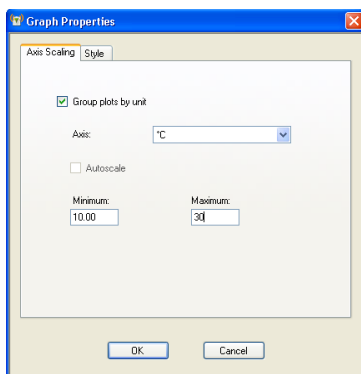 Graph Properties
Axis Scaling Style
Group plots by unit
Axis: °C
Autoscale
Minimum: Maximum:
10.00 30
OK Cancel